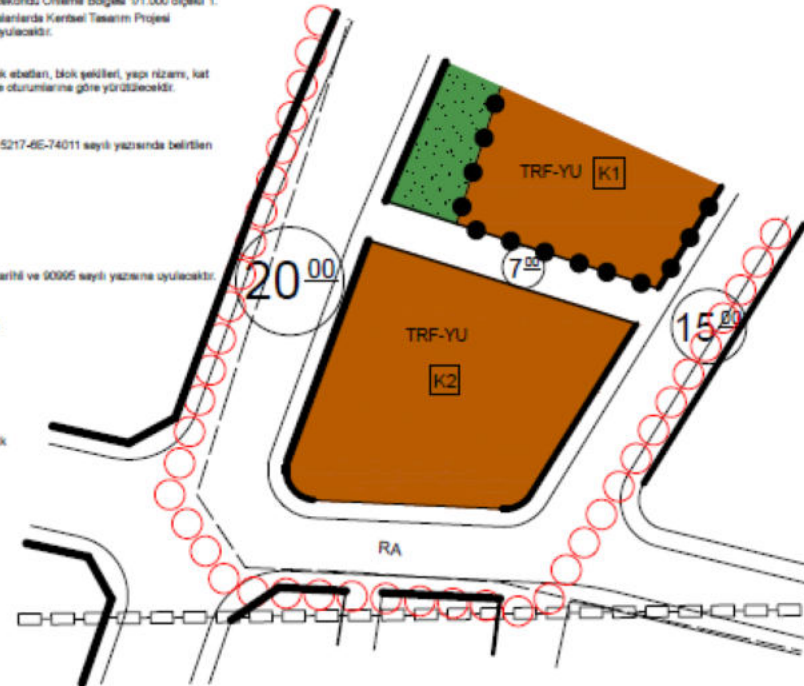 Önleme Bölgesi 1/1.000 ölçekli 1.
alanlarda Kentsel Tasarım Projesi
uyulacaktır.
k ebatları, blok şekilleri, yapı nizamı, kat
oturumlarına göre yürütülecektir.
5217-6E-74011 sayılı yazısında belirtilen
tarihli ve 90995 sayılı yazısına uyulacaktır.
k
TRF-YU K1
7.00
20.00
15.00
TRF-YU
K2
RA